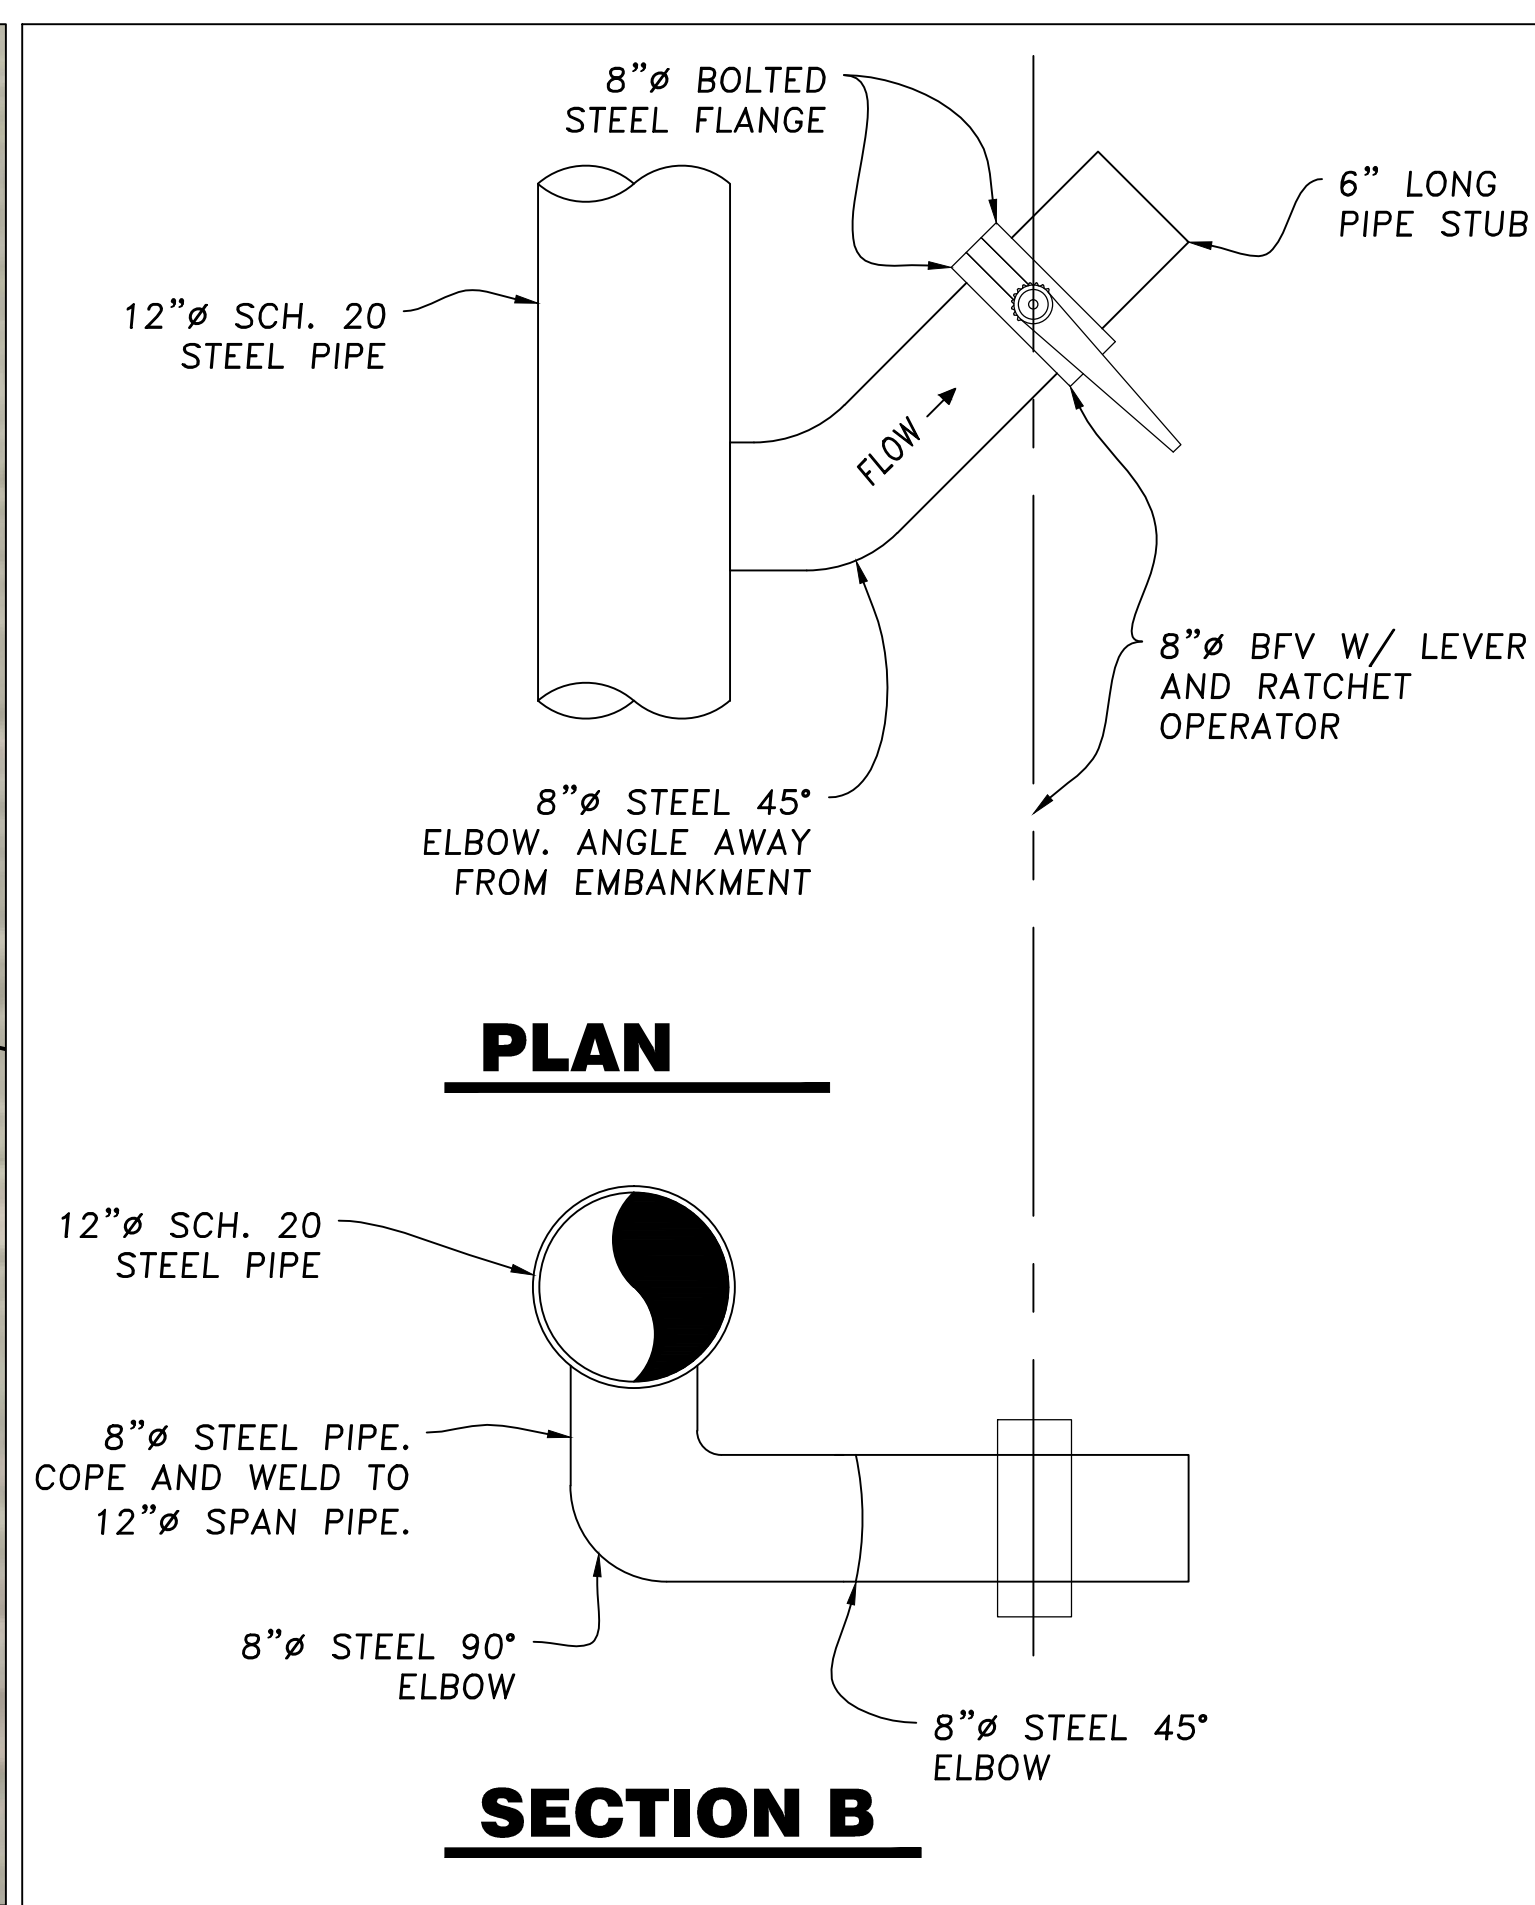 8"ø BOLTED
STEEL FLANGE
6" LONG
PIPE STUB
12"ø SCH. 20
STEEL PIPE
FLOW
8"ø BFV W/ LEVER
AND RATCHET
OPERATOR
8"ø STEEL 45°
ELBOW. ANGLE AWAY
FROM EMBANKMENT
PLAN
12"ø SCH. 20
STEEL PIPE
8"ø STEEL PIPE.
COPE AND WELD TO
12"ø SPAN PIPE.
8"ø STEEL 90°
ELBOW
8"ø STEEL 45°
ELBOW
SECTION B